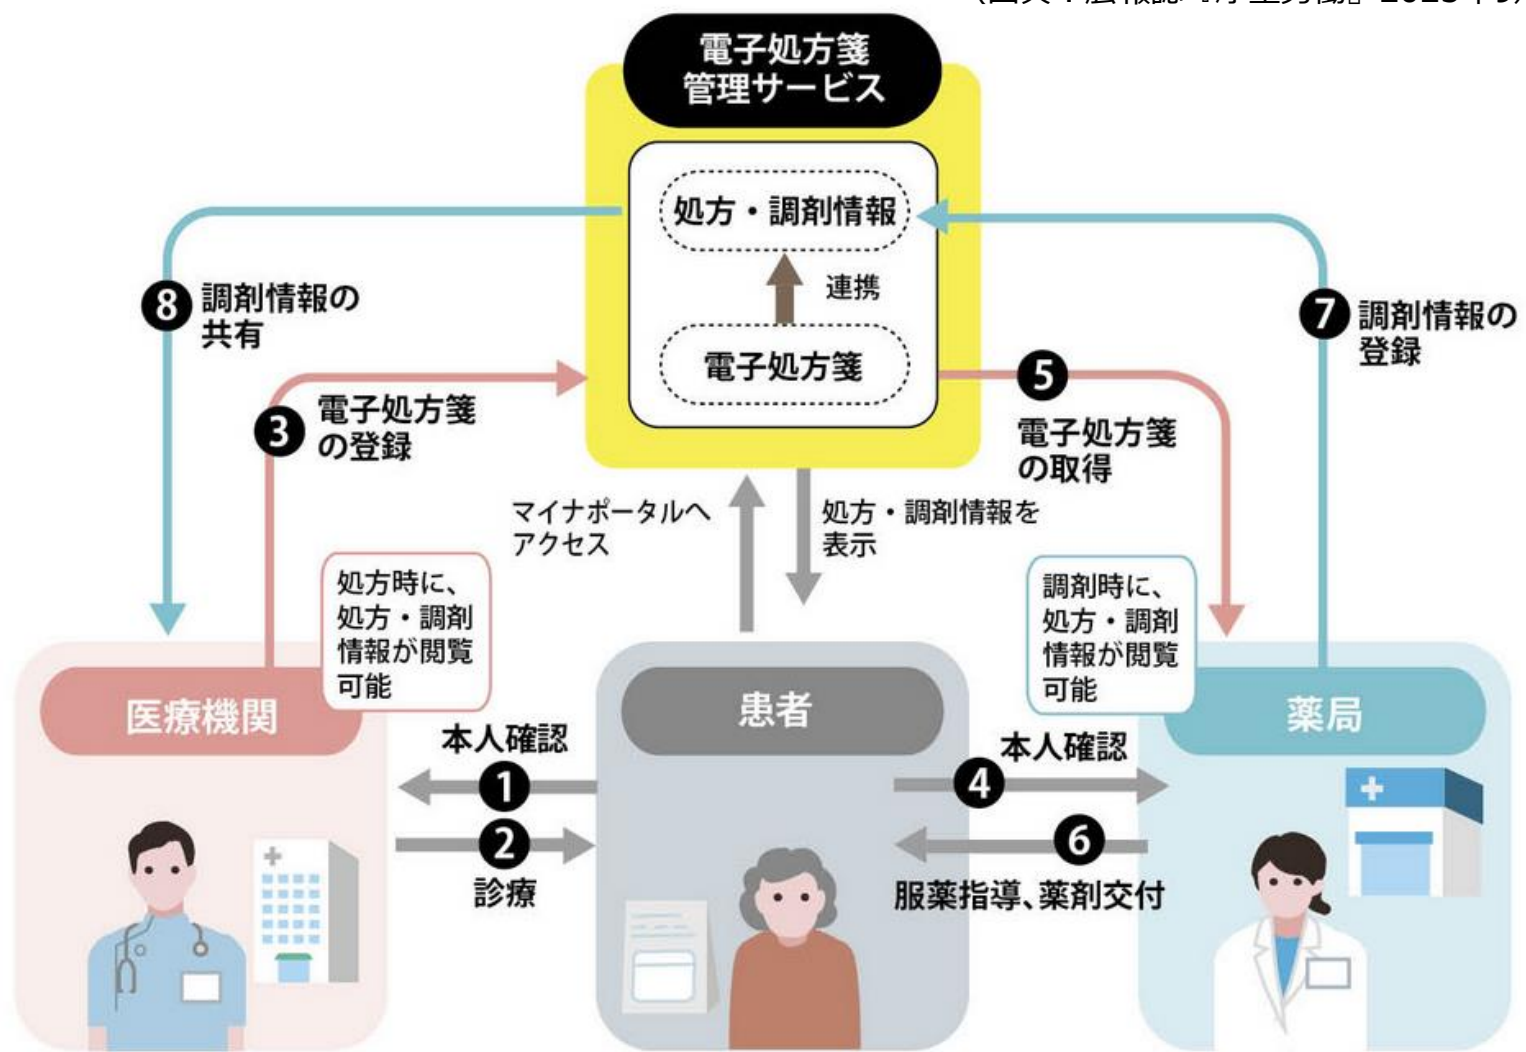 電子処方箋
管理サービス
処方・調剤情報
連携
電子処方箋
8 調剤情報の
共有
7 調剤情報の
登録
3 電子処方箋
の登録
5
電子処方箋
の取得
マイナポータルへ
アクセス
処方・調剤情報を
表示
処方時に、
処方・調剤
情報が閲覧
可能
調剤時に、
処方・調剤
情報が閲覧
可能
医療機関
患者
薬局
本人確認
1
2
診療
本人確認
4
6
服薬指導、薬剤交付